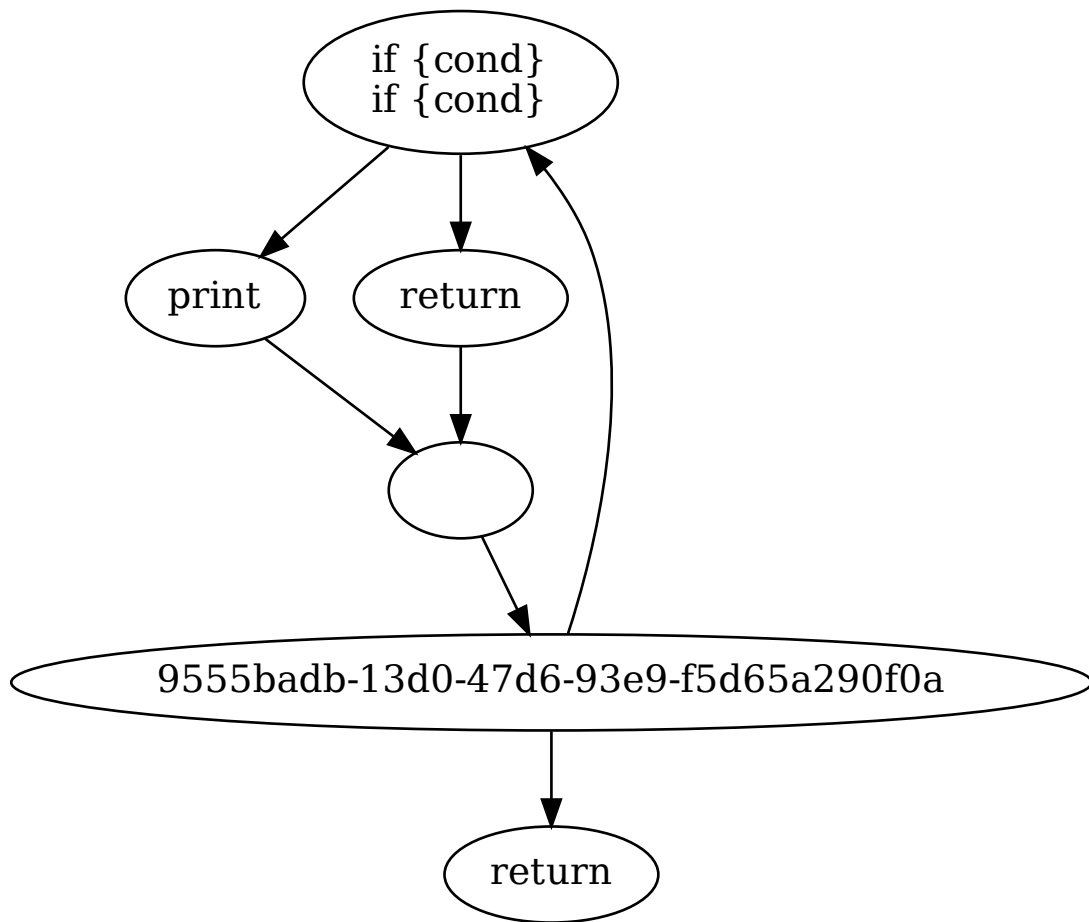 if {cond}
if {cond}
print
return
9555badb-13d0-47d6-93e9-f5d65a290f0a
return